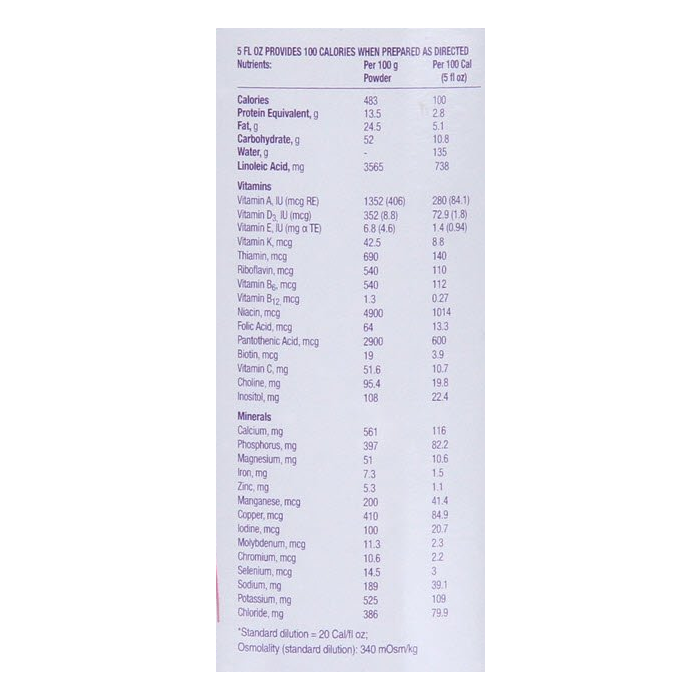 5 FL OZ PROVIDES 100 CALORIES WHEN PREPARED AS DIRECTED
Nutrients: Per 100 g Per 100 Cal
Powder (5 fl oz)
Calories 483 100
Protein Equivalent, g 13.5 2.8
Fat, g 24.5 5.1
Carbohydrate, g 52 10.8
Water, g - 135
Linoleic Acid, mg 3565 738
Vitamins
Vitamin A, IU (mcg RE) 1352 (406) 280 (84.1)
Vitamin D3, IU (mcg) 352 (8.8) 72.9 (1.8)
Vitamin E, IU (mg α TE) 6.8 (4.6) 1.4 (0.94)
Vitamin K, mcg 42.5 8.8
Thiamin, mcg 690 140
Riboflavin, mcg 540 110
Vitamin B6, mcg 540 112
Vitamin B12, mcg 1.3 0.27
Niacin, mcg 4900 1014
Folic Acid, mcg 64 13.3
Pantothenic Acid, mcg 2900 600
Biotin, mcg 19 3.9
Vitamin C, mg 51.6 10.7
Choline, mg 95.4 19.8
Inositol, mg 108 22.4
Minerals
Calcium, mg 561 116
Phosphorus, mg 397 82.2
Magnesium, mg 51 10.6
Iron, mg 7.3 1.5
Zinc, mg 5.3 1.1
Manganese, mcg 200 41.4
Copper, mcg 410 84.9
Iodine, mcg 100 20.7
Molybdenum, mcg 11.3 2.3
Chromium, mcg 10.6 2.2
Selenium, mcg 14.5 3
Sodium, mg 189 39.1
Potassium, mg 525 109
Chloride, mg 386 79.9
*Standard dilution = 20 Cal/fl oz;
Osmolality (standard dilution): 340 mOsm/kg